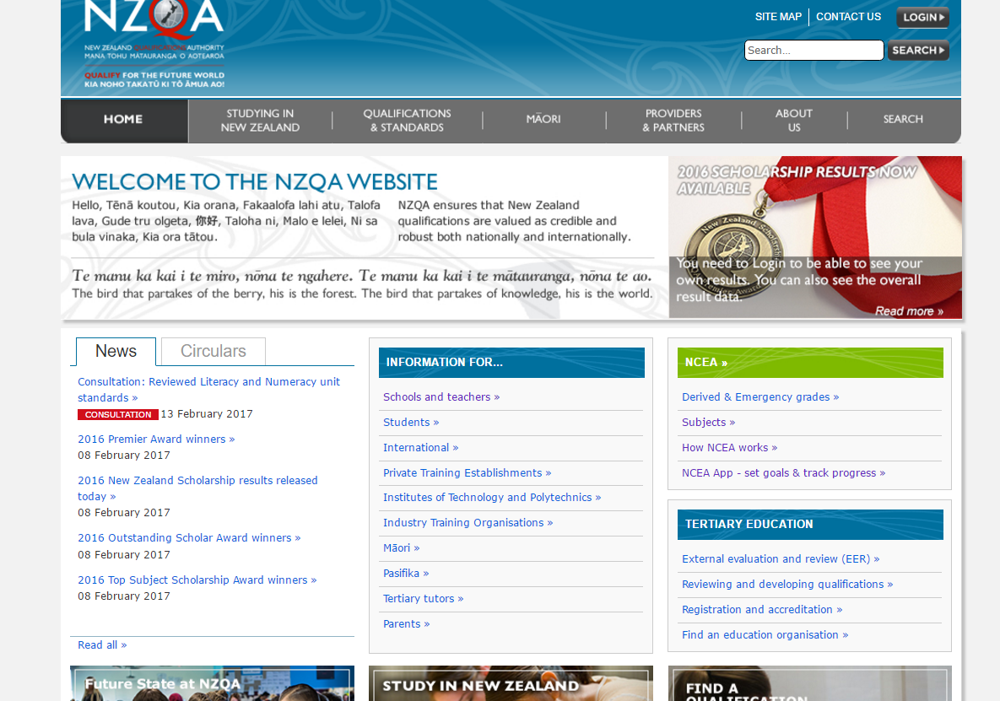 NZQA
NEW ZEALAND QUALIFICATIONS AUTHORITY
MANA TOHU MĀTAURANGA O AOTEAROA
QUALIFY FOR THE FUTURE WORLD
KIA NOHO TAKATŪ KI TŌ ĀMUA AO!
SITE MAP
CONTACT US
LOGIN
Search...
SEARCH
HOME
STUDYING IN
NEW ZEALAND
QUALIFICATIONS
& STANDARDS
MĀORI
PROVIDERS
& PARTNERS
ABOUT
US
SEARCH
WELCOME TO THE NZQA WEBSITE
Hello, Tēnā koutou, Kia orana, Fakaalofa lahi atu, Talofa
lava, Gude tru olgeta, 你好, Taloha ni, Malo e lelei, Ni sa
bula vinaka, Kia ora tātou.
NZQA ensures that New Zealand
qualifications are valued as credible and
robust both nationally and internationally.
Te manu ka kai i te miro, nōna te ngahere. Te manu ka kai i te mātauranga, nōna te ao.
The bird that partakes of the berry, his is the forest. The bird that partakes of knowledge, his is the world.
2016 SCHOLARSHIP RESULTS NOW
AVAILABLE
New Zealand Scholarship
You need to Login to be able to see your
own results. You can also see the overall
result data.
Read more »
News
Circulars
Consultation: Reviewed Literacy and Numeracy unit
standards »
CONSULTATION 13 February 2017
2016 Premier Award winners »
08 February 2017
2016 New Zealand Scholarship results released
today »
08 February 2017
2016 Outstanding Scholar Award winners »
08 February 2017
2016 Top Subject Scholarship Award winners »
08 February 2017
Read all »
INFORMATION FOR...
Schools and teachers »
Students »
International »
Private Training Establishments »
Institutes of Technology and Polytechnics »
Industry Training Organisations »
Māori »
Pasifika »
Tertiary tutors »
Parents »
NCEA »
Derived & Emergency grades »
Subjects »
How NCEA works »
NCEA App - set goals & track progress »
TERTIARY EDUCATION
External evaluation and review (EER) »
Reviewing and developing qualifications »
Registration and accreditation »
Find an education organisation »
Future State at NZQA
STUDY IN NEW ZEALAND
FIND A
QUALIFICATION